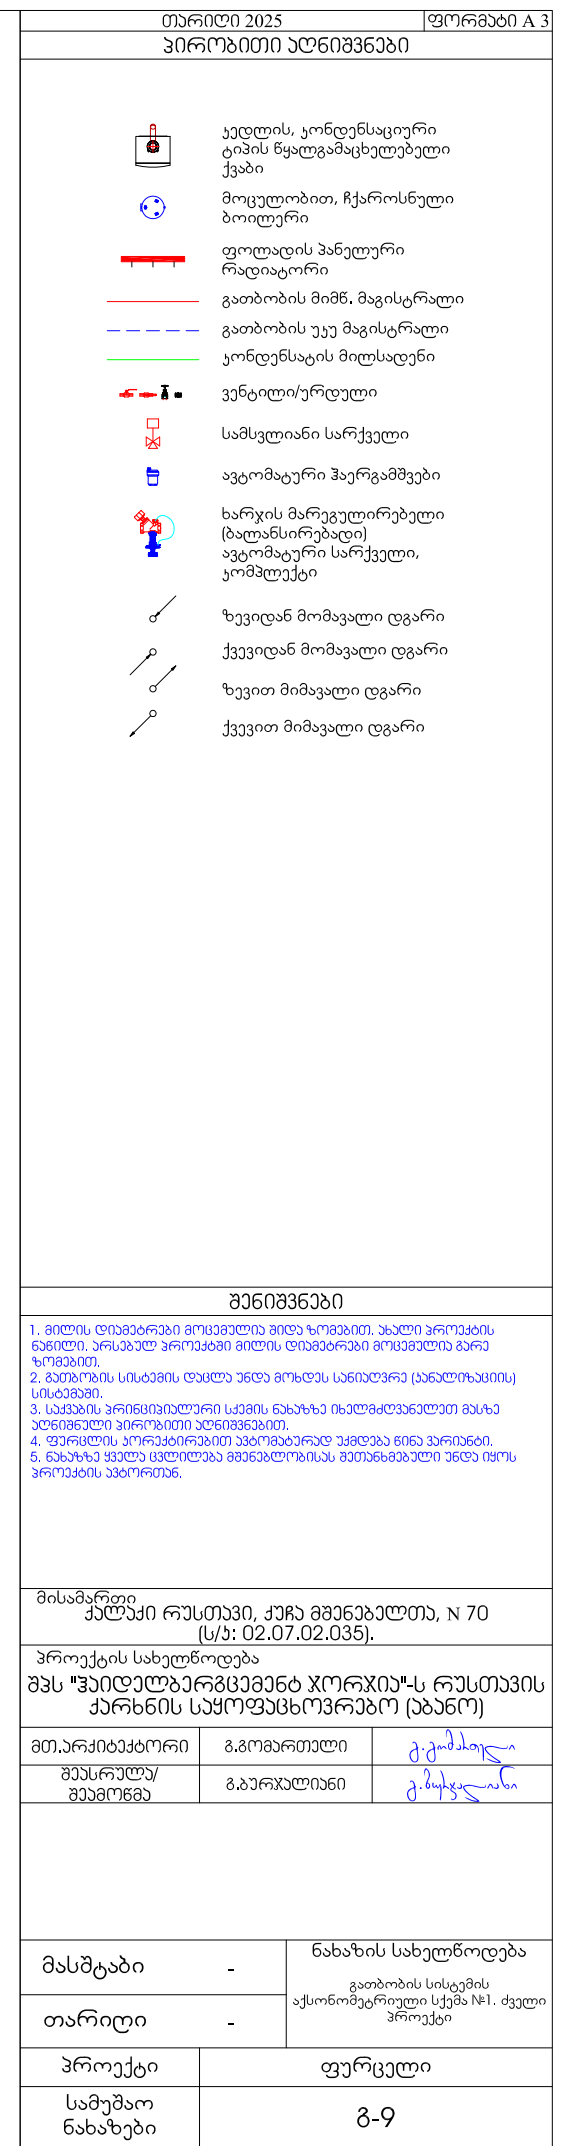 თარიღი 2025 ფორმატი A 3
პირობითი აღნიშვნები
კედლის, კონდენსაციური
ტიპის წყალგამაცხელებელი
ქვაბი
მოცულობით, ჩქაროსნული
ბოილერი
ფოლადის პანელური
რადიატორი
გათბობის მიმწ. მაგისტრალი
გათბობის უკუ მაგისტრალი
კონდენსატის მილსადენი
ვენტილი/ურდული
სამსვლიანი სარქველი
ავტომატური ჰაერგამშვები
ხარჯის მარეგულირებელი
(ბალანსირებადი)
ავტომატური სარქველი,
კომპლექტი
ზევიდან მომავალი დგარი
ქვევიდან მომავალი დგარი
ზევით მიმავალი დგარი
ქვევით მიმავალი დგარი
შენიშვნები
1. მილის დიამეტრები მოცემულია შიდა ზომებით. ახალი პროექტის
ნაწილი. არსებულ პროექტში მილის დიამეტრები მოცემულია გარე
ზომებით.
2. გათბობის სისტემის დაცლა უნდა მოხდეს სანიაღვრე (კანალიზაციის)
სისტემაში.
3. საქვაბის პრინციპიალური სქემის ნახაზზე იხელმძღვანელეთ მასზე
აღნიშნული პირობითი აღნიშვნებით.
4. ფურცლის კორექტირებით ავტომატურად უქმდება წინა ვარიანტი.
5. ნახაზზე ყველა ცვლილება მშენებლობისას შეთანხმებული უნდა იყოს
პროექტის ავტორთან.
მისამართი
ქალაქი რუსთავი, ქუჩა მშენებელთა, N 70
(ს/კ: 02.07.02.035).
პროექტის სახელწოდება
შპს "ჰაიდელბერგცემენტ ჯორჯია"-ს რუსთავის
ქარხნის საყოფაცხოვრებო (აბანო)
მთ.არქიტექტორი გ.გომართელი გ.გომართელი
შეასრულა/
შეამოწმა
გ.ბურჯალიანი გ.ბურჯალიანი
მასშტაბი -
ნახაზის სახელწოდება
გათბობის სისტემის
აქსონომეტრიული სქემა №1. ძველი
პროექტი
თარიღი -
პროექტი ფურცელი
სამუშაო
ნახაზები
გ-9